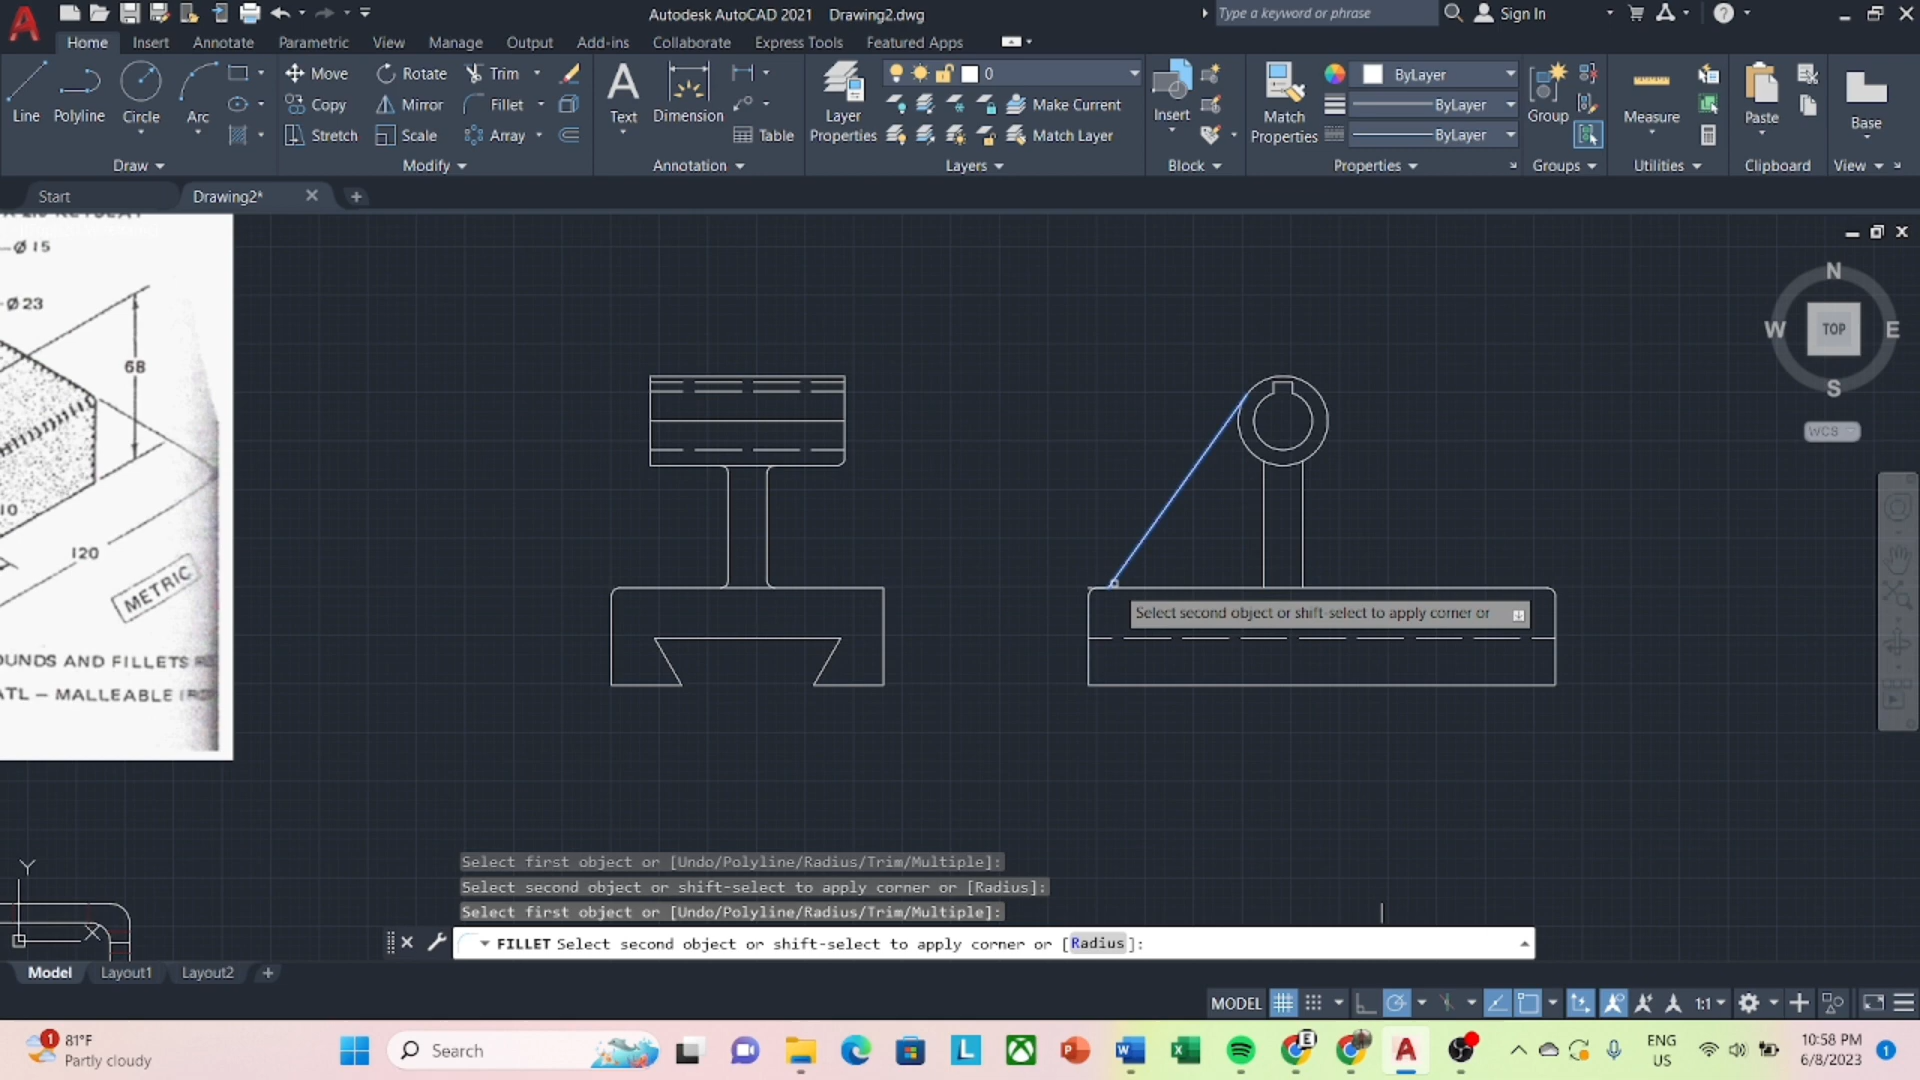 Autodesk AutoCAD 2021 Drawing2.dwg
Type a keyword or phrase
Sign In
Home Insert Annotate Parametric View Manage Output Add-ins Collaborate Express Tools Featured Apps
Line Polyline Circle Arc
Move Rotate Trim
Copy Mirror Fillet
Stretch Scale Array
Text Dimension Table
Layer Properties
0
Make Current
Match Layer
Insert
Match Properties
ByLayer
ByLayer
ByLayer
Group
Measure
Paste
Base
Draw Modify Annotation Layers Block Properties Groups Utilities Clipboard View
Start Drawing2*
Ø 15
Ø 23
68
10
120
METRIC
OUNDS AND FILLETS
ATL – MALLEABLE
N
W TOP E
S
WCS
Select second object or shift-select to apply corner or
Y
X
Select first object or [Undo/Polyline/Radius/Trim/Multiple]:
Select second object or shift-select to apply corner or [Radius]:
Select first object or [Undo/Polyline/Radius/Trim/Multiple]:
FILLET Select second object or shift-select to apply corner or [Radius]:
Model Layout1 Layout2
MODEL 1:1
1
81°F
Partly cloudy
Search
L
E
ENG
US
10:58 PM
6/8/2023
1